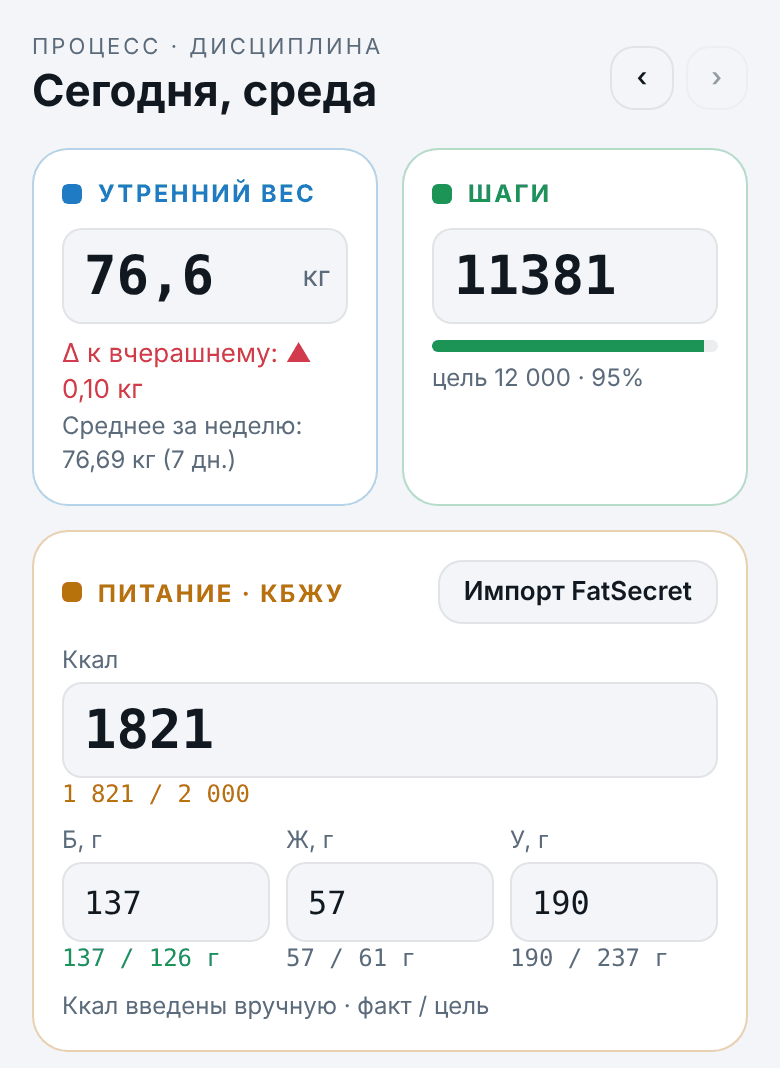 ПРОЦЕСС · ДИСЦИПЛИНА
Сегодня, среда
‹ ›
УТРЕННИЙ ВЕС
76,6 кг
Δ к вчерашнему: ▲
0,10 кг
Среднее за неделю:
76,69 кг (7 дн.)
ШАГИ
11381
цель 12 000 · 95%
ПИТАНИЕ · КБЖУ
Импорт FatSecret
Ккал
1821
1 821 / 2 000
Б, г Ж, г У, г
137 57 190
137 / 126 г 57 / 61 г 190 / 237 г
Ккал введены вручную · факт / цель